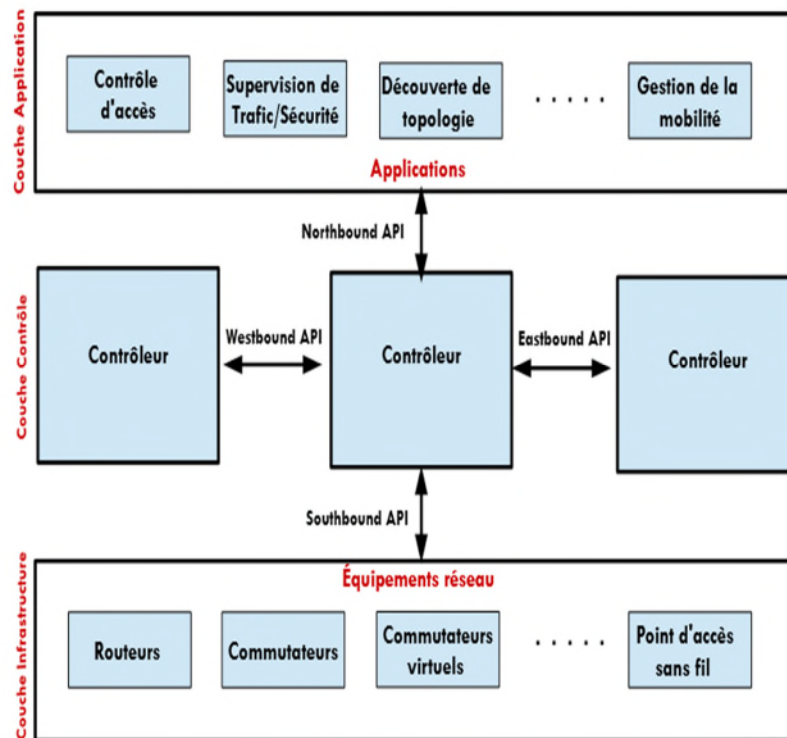 Couche Application
Contrôle
d'accès
Supervision de
Trafic/Sécurité
Découverte de
topologie
. . . . .
Gestion de la
mobilité
Applications
Northbound API
Couche Contrôle
Contrôleur
Westbound API
Contrôleur
Eastbound API
Contrôleur
Southbound API
Couche Infrastructure
Équipements réseau
Routeurs
Commutateurs
Commutateurs
virtuels
. . . . .
Point d'accès
sans fil